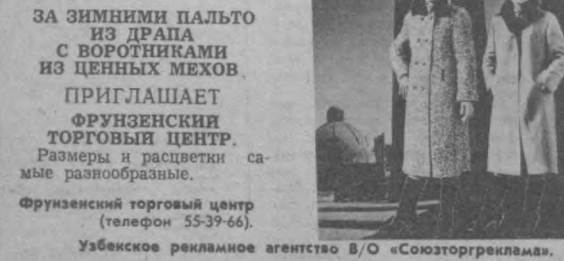 ЗА ЗИМНИМИ ПАЛЬТО
ИЗ ДРАПА
С ВОРОТНИКАМИ
ИЗ ЦЕННЫХ МЕХОВ
ПРИГЛАШАЕТ
ФРУНЗЕНСКИЙ
ТОРГОВЫЙ ЦЕНТР.
Размеры и расцветки са-
мые разнообразные.
Фрунзенский торговый центр
(телефон 55-39-66).
Узбекское рекламное агентство В/О «Союзторгреклама».